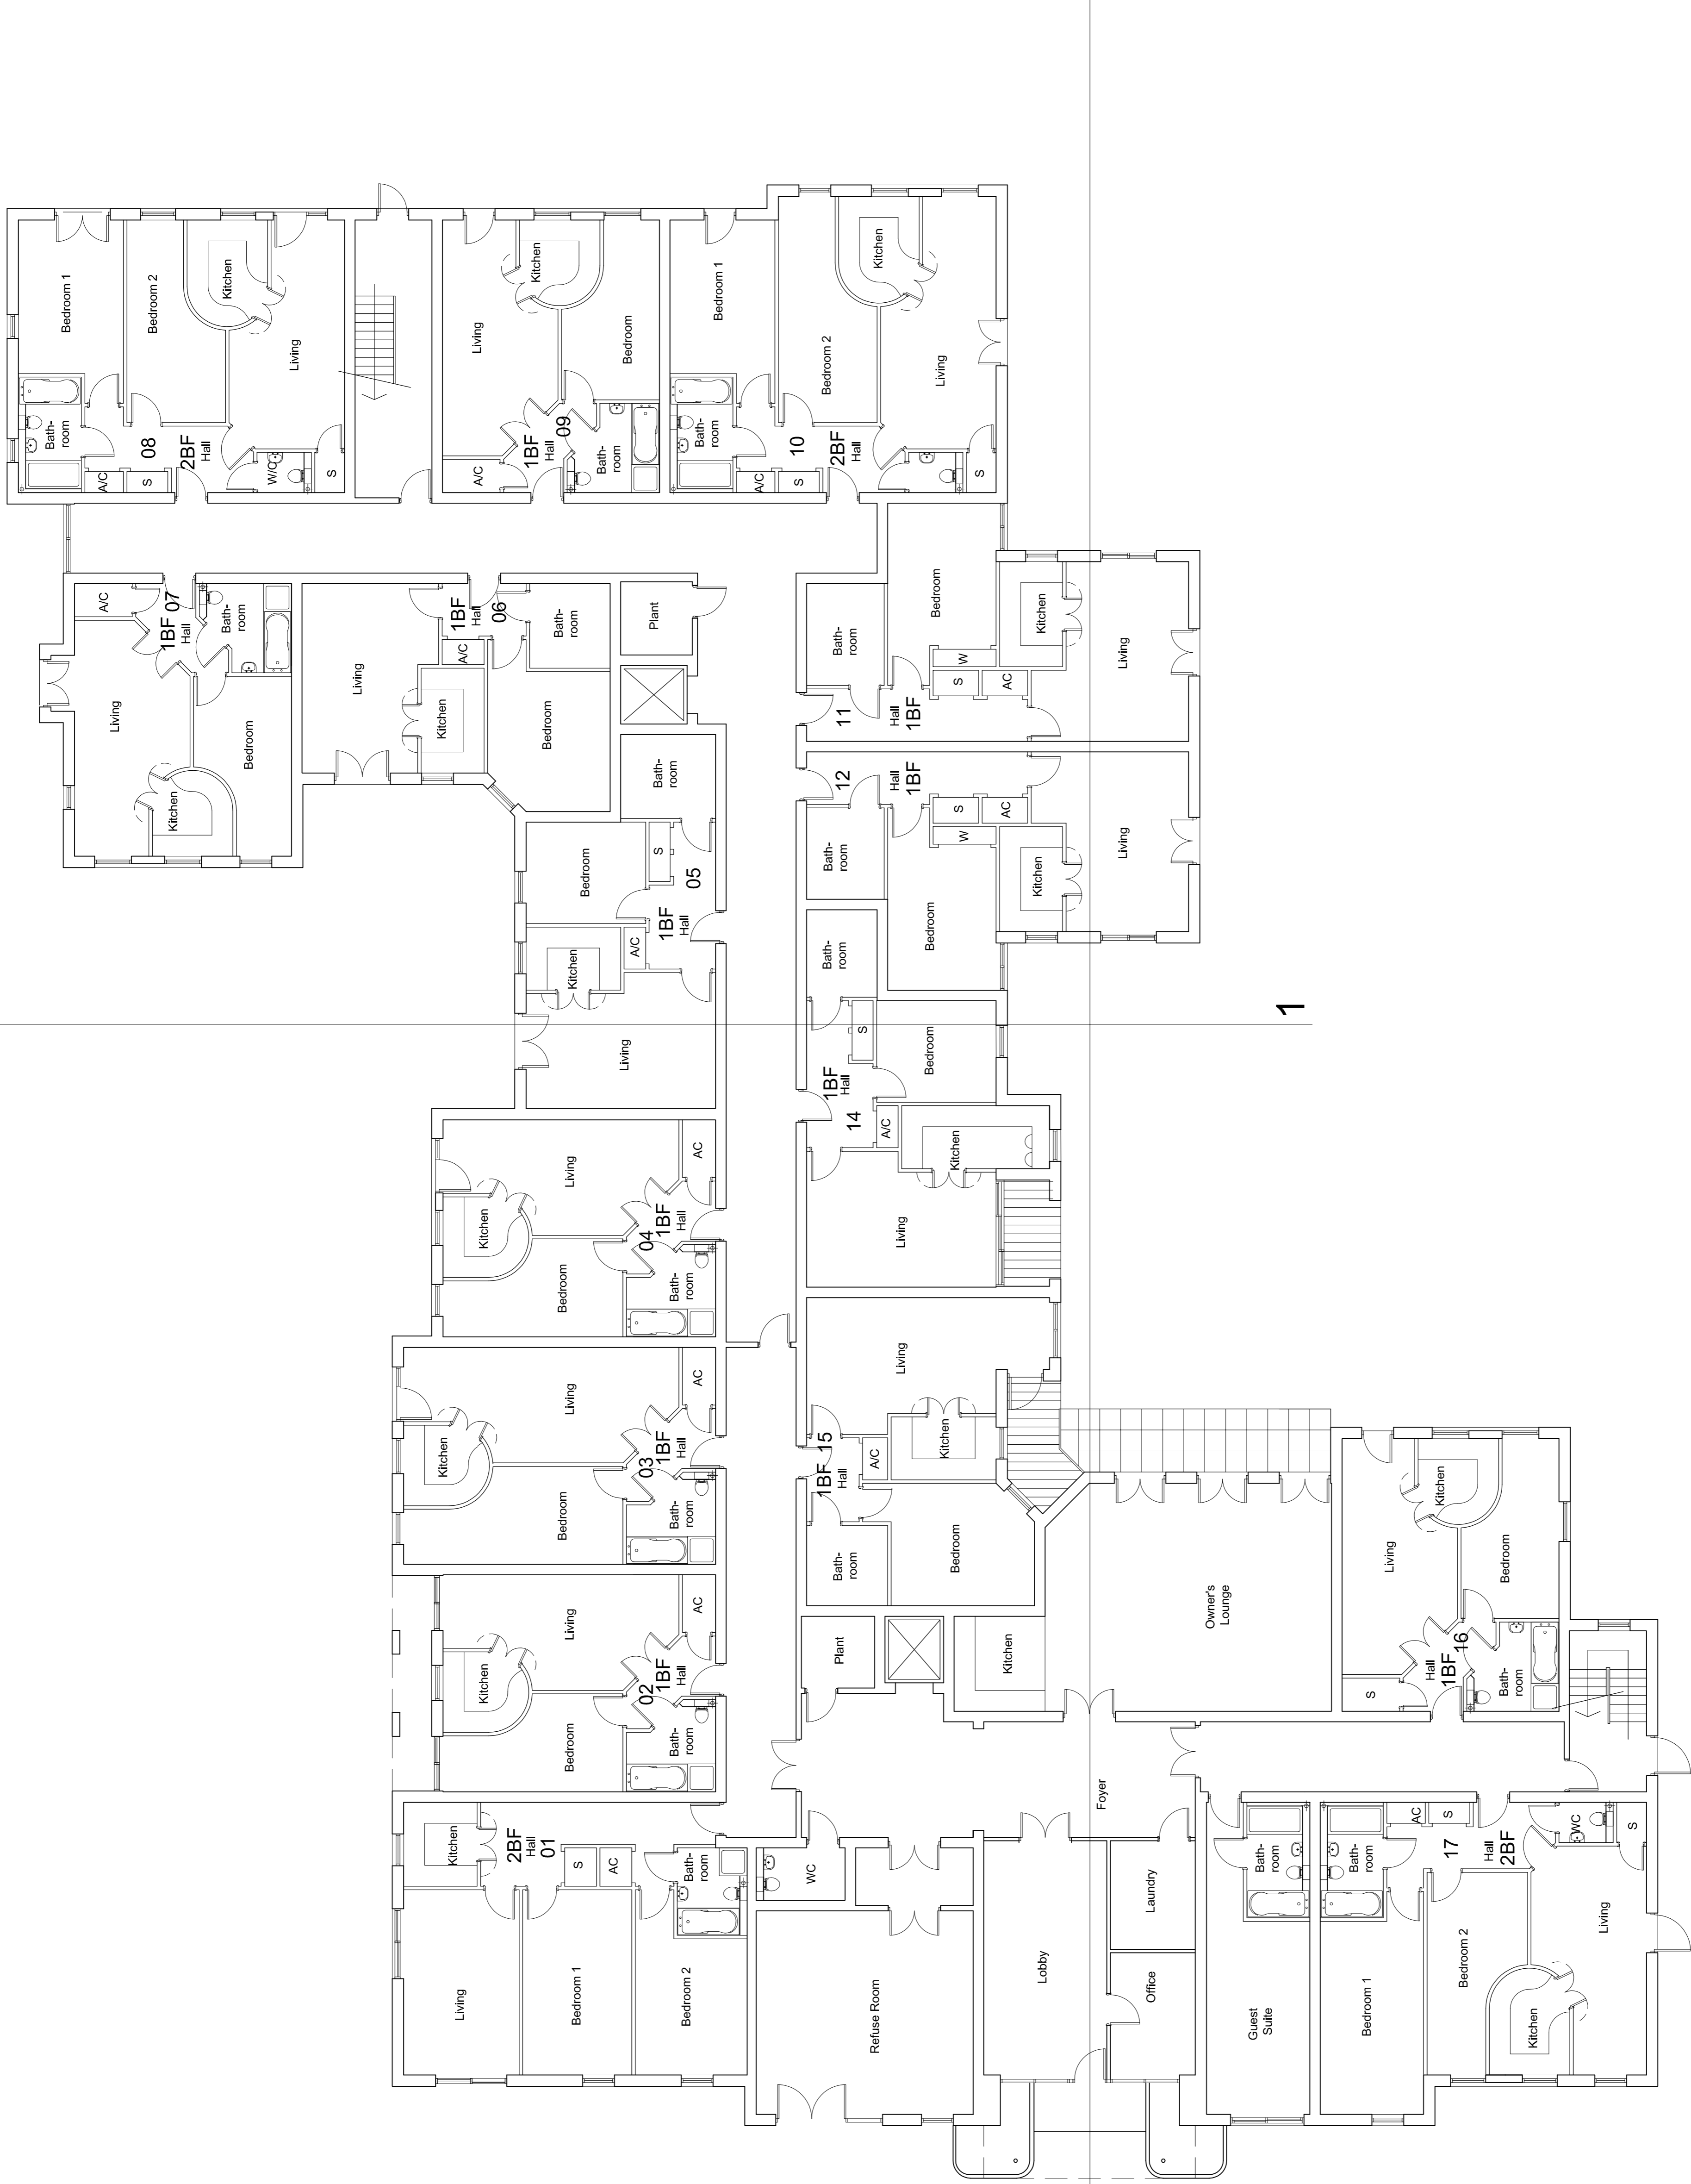 Bedroom 1
Bedroom 2
Kitchen
Living
Bath-
room
A/C
S
08
2BF
Hall
W/C
S
Living
Kitchen
Bedroom
A/C
1BF
Hall
09
Bath-
room
Bedroom 1
Bedroom 2
Kitchen
Living
Bath-
room
A/C
S
10
2BF
Hall
S
A/C
1BF 07
Hall
Bath-
room
Living
Kitchen
Bedroom
Living
1BF
Hall
06
A/C
Kitchen
Bath-
room
Bedroom
Plant
Bath-
room
Bedroom
S
05
1BF
Hall
A/C
Kitchen
Living
Bath-
room
Bedroom
W
S
AC
Kitchen
Living
11
Hall
1BF
12
Hall
1BF
S
AC
W
Bath-
room
Bedroom
Kitchen
Living
1
Bath-
room
S
Bedroom
1BF
Hall
14
A/C
Kitchen
Living
Living
AC
Kitchen
04
1BF
Hall
Bedroom
Bath-
room
Living
AC
Kitchen
03
1BF
Hall
Bedroom
Bath-
room
Living
AC
Kitchen
02
1BF
Hall
Bedroom
Bath-
room
Living
1BF 15
Hall
A/C
Kitchen
Bath-
room
Bedroom
Plant
Kitchen
Owner's
Lounge
Kitchen
2BF
Hall
01
S
AC
Bath-
room
Living
Bedroom 1
Bedroom 2
WC
Refuse Room
Foyer
Lobby
Laundry
Office
Kitchen
Living
Bedroom
S
Hall
1BF 16
Bath-
room
Bath-
room
Guest
Suite
Bath-
room
AC
S
17
Hall
2BF
WC
S
Bedroom 1
Bedroom 2
Kitchen
Living